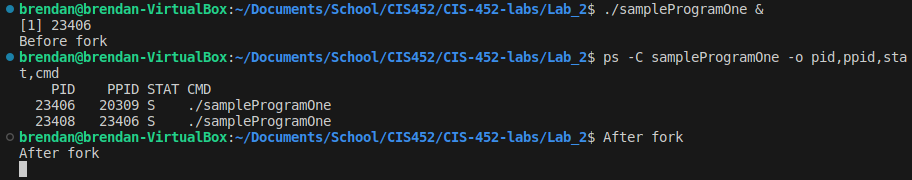 brendan@brendan-VirtualBox:~/Documents/School/CIS452/CIS-452-labs/Lab_2$ ./sampleProgramOne &
[1] 23406
Before fork
brendan@brendan-VirtualBox:~/Documents/School/CIS452/CIS-452-labs/Lab_2$ ps -C sampleProgramOne -o pid,ppid,sta
t,cmd
    PID    PPID STAT CMD
  23406   20309 S    ./sampleProgramOne
  23408   23406 S    ./sampleProgramOne
brendan@brendan-VirtualBox:~/Documents/School/CIS452/CIS-452-labs/Lab_2$ After fork
After fork